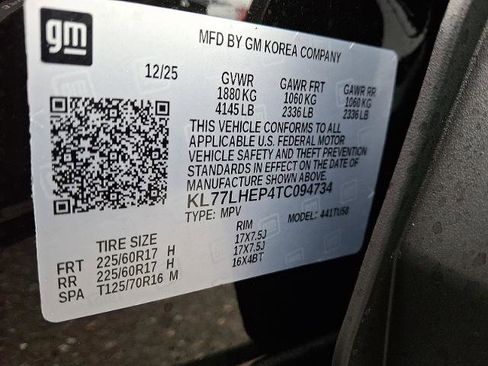 gm
MFD BY GM KOREA COMPANY
12/25 GVWR GAWR FRT GAWR RR
1880 KG 1060 KG 1060 KG
4145 LB 2336 LB 2336 LB
THIS VEHICLE CONFORMS TO ALL
APPLICABLE U.S. FEDERAL MOTOR
VEHICLE SAFETY AND THEFT PREVENTION
STANDARDS IN EFFECT ON THE DATE OF
MANUFACTURE SHOWN ABOVE.
KL77LHEP4TC094734
TYPE: MPV MODEL: 441TU58
TIRE SIZE RIM
FRT 225/60R17 H 17X7.5J
RR 225/60R17 H 17X7.5J
SPA T125/70R16 M 16X4BT